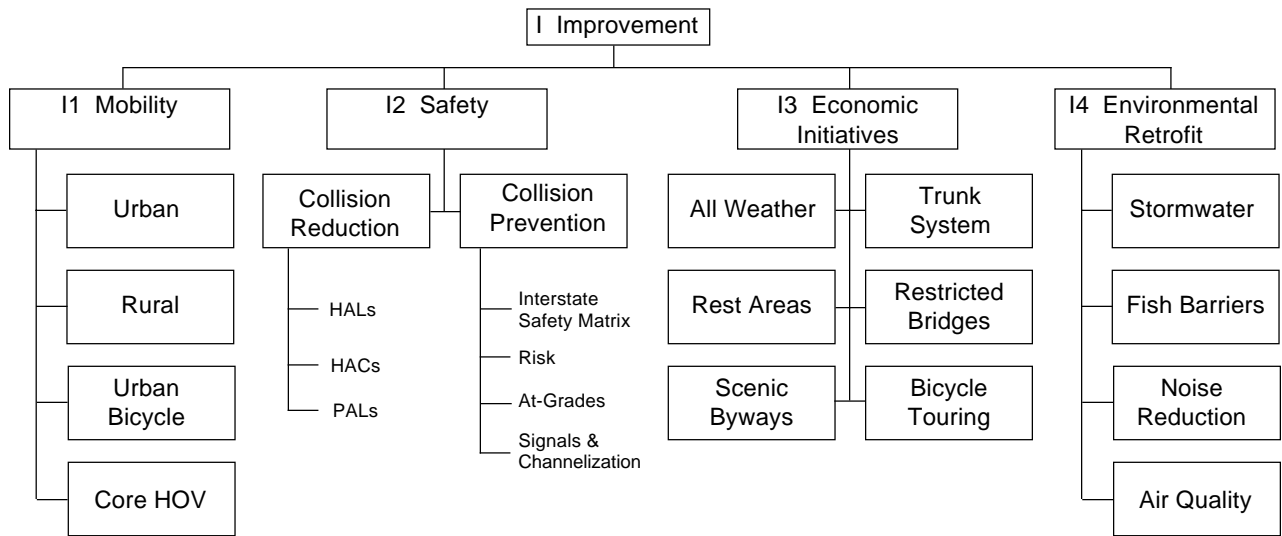 I Improvement
I1 Mobility
I2 Safety
I3 Economic
Initiatives
I4 Environmental
Retrofit
Urban
Rural
Urban
Bicycle
Core HOV
Collision
Reduction
HALs
HACs
PALs
Collision
Prevention
Interstate
Safety Matrix
Risk
At-Grades
Signals &
Channelization
All Weather
Trunk
System
Rest Areas
Restricted
Bridges
Scenic
Byways
Bicycle
Touring
Stormwater
Fish Barriers
Noise
Reduction
Air Quality